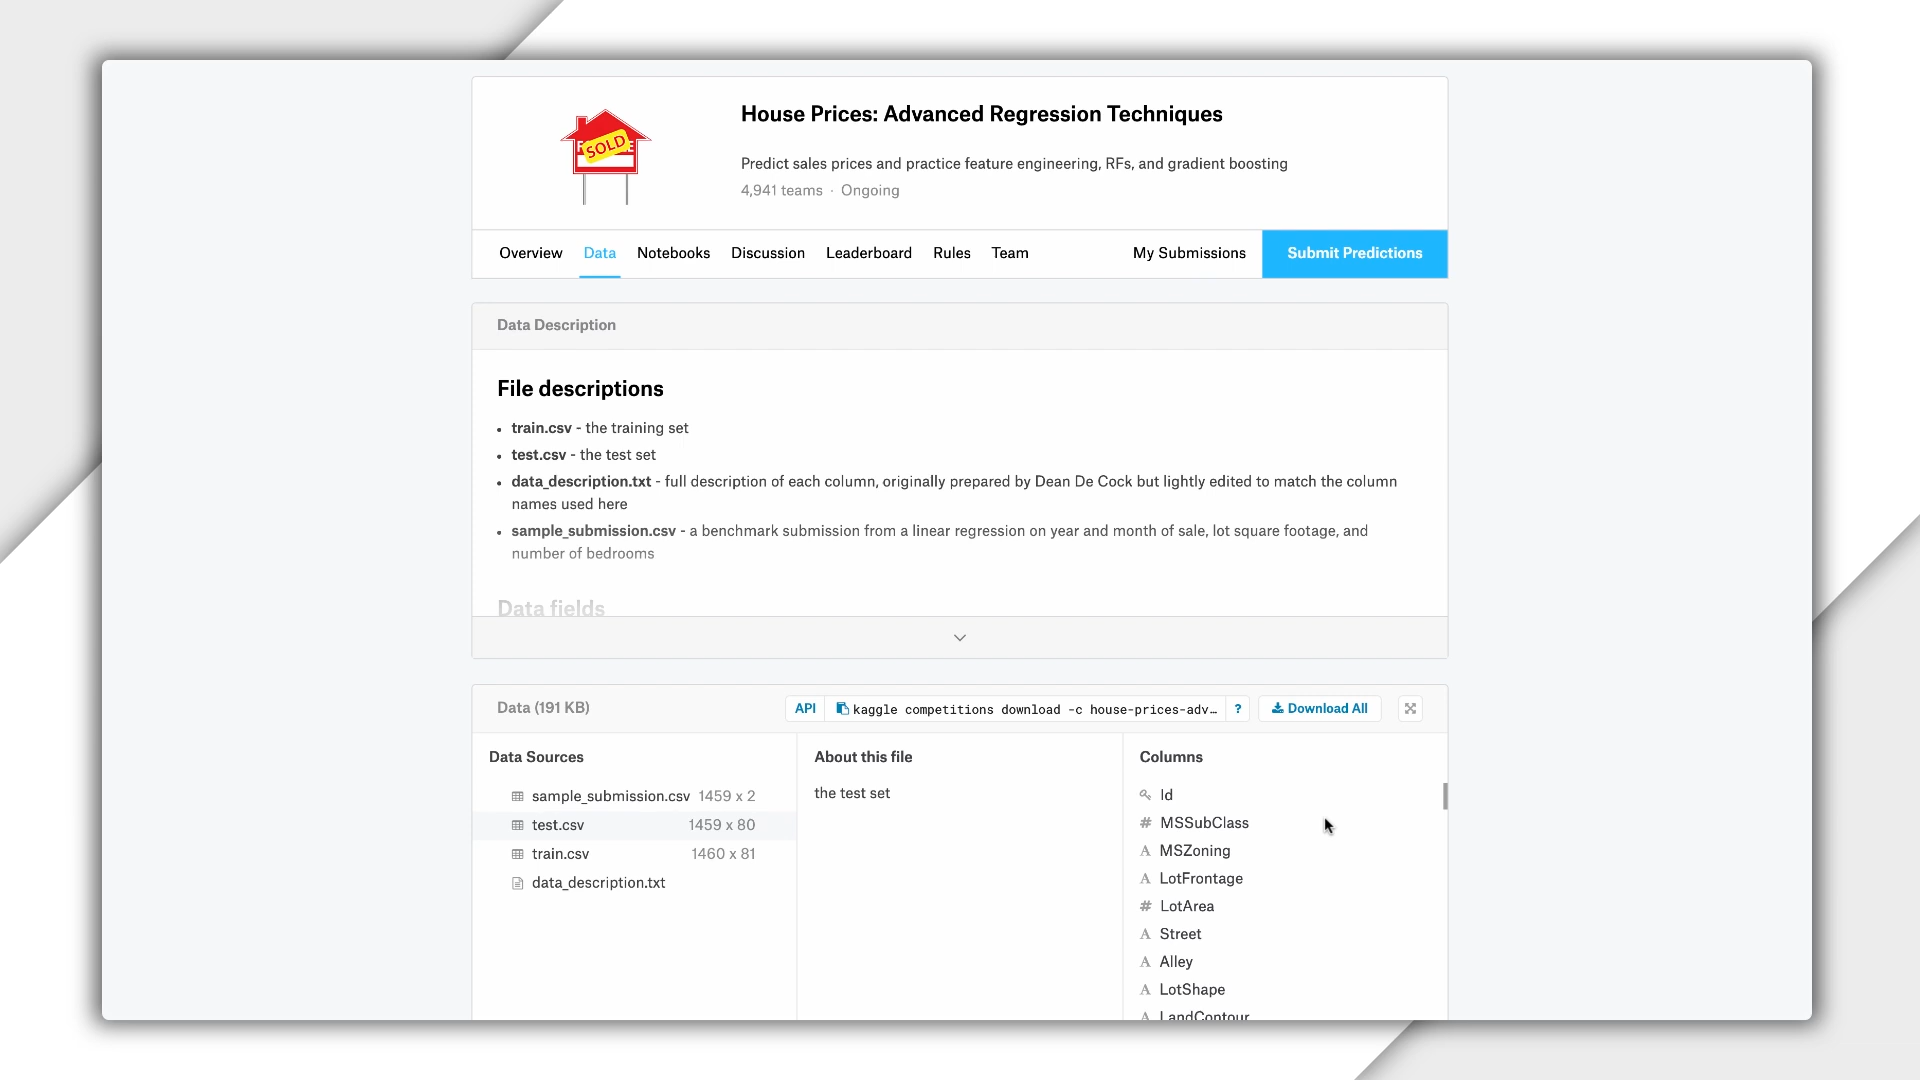 SOLD
House Prices: Advanced Regression Techniques
Predict sales prices and practice feature engineering, RFs, and gradient boosting
4,941 teams · Ongoing
Overview Data Notebooks Discussion Leaderboard Rules Team My Submissions Submit Predictions
Data Description
File descriptions
• train.csv - the training set
• test.csv - the test set
• data_description.txt - full description of each column, originally prepared by Dean De Cock but lightly edited to match the column
names used here
• sample_submission.csv - a benchmark submission from a linear regression on year and month of sale, lot square footage, and
number of bedrooms
Data fields
Data (191 KB) API kaggle competitions download -c house-prices-adv… ? Download All
Data Sources
sample_submission.csv 1459 x 2
test.csv 1459 x 80
train.csv 1460 x 81
data_description.txt
About this file
the test set
Columns
Id
# MSSubClass
A MSZoning
A LotFrontage
# LotArea
A Street
A Alley
A LotShape
A LandContour